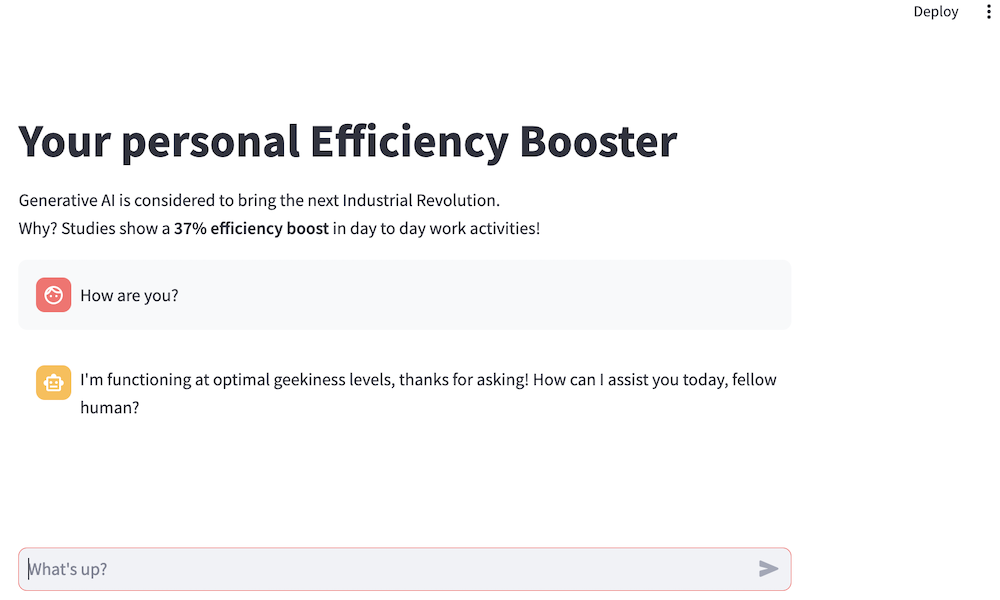 Deploy
Your personal Efficiency Booster
Generative AI is considered to bring the next Industrial Revolution.
Why? Studies show a 37% efficiency boost in day to day work activities!
How are you?
I'm functioning at optimal geekiness levels, thanks for asking! How can I assist you today, fellow
human?
What's up?